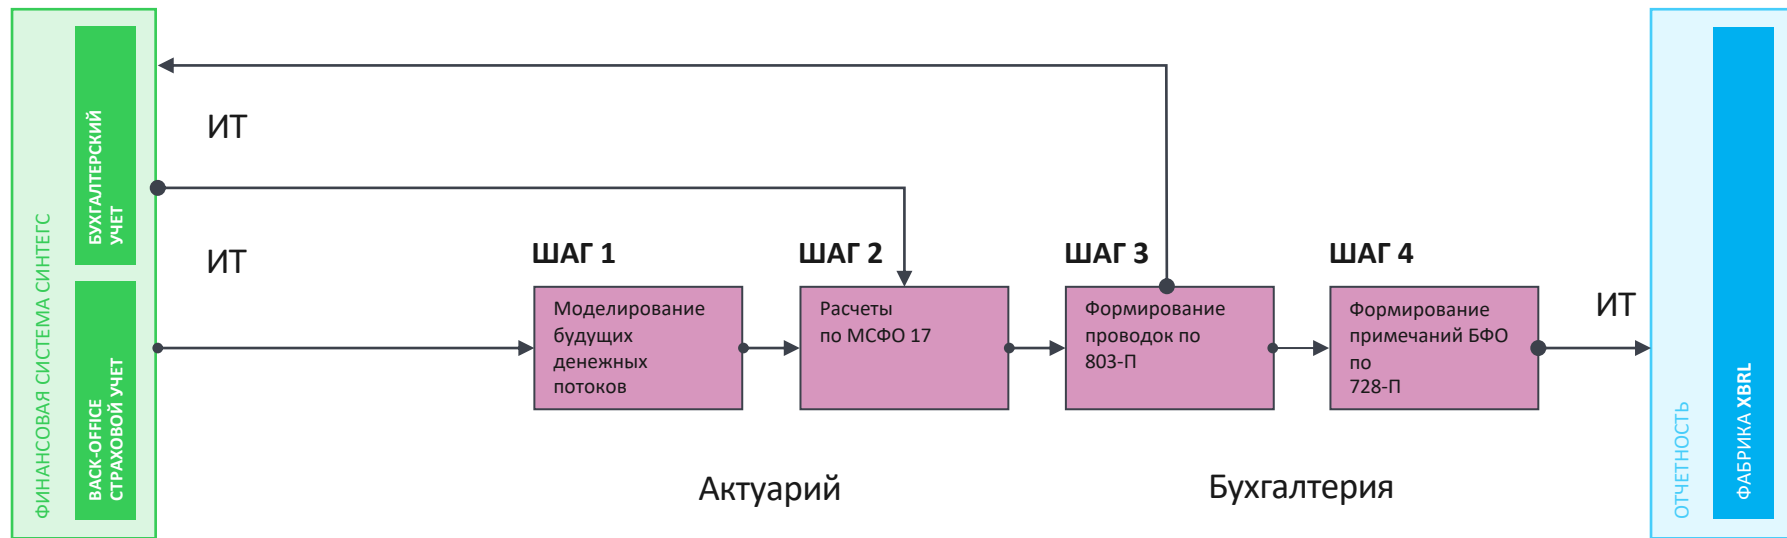 ФИНАНСОВАЯ СИСТЕМА СИНТЕГС
БУХГАЛТЕРСКИЙ
УЧЕТ
BACK-OFFICE
СТРАХОВОЙ УЧЕТ
ИТ
ИТ
ШАГ 1
Моделирование
будущих
денежных
потоков
ШАГ 2
Расчеты
по МСФО 17
ШАГ 3
Формирование
проводок по
803-П
ШАГ 4
Формирование
примечаний БФО
по
728-П
ИТ
Актуарий
Бухгалтерия
ОТЧЕТНОСТЬ
ФАБРИКА XBRL